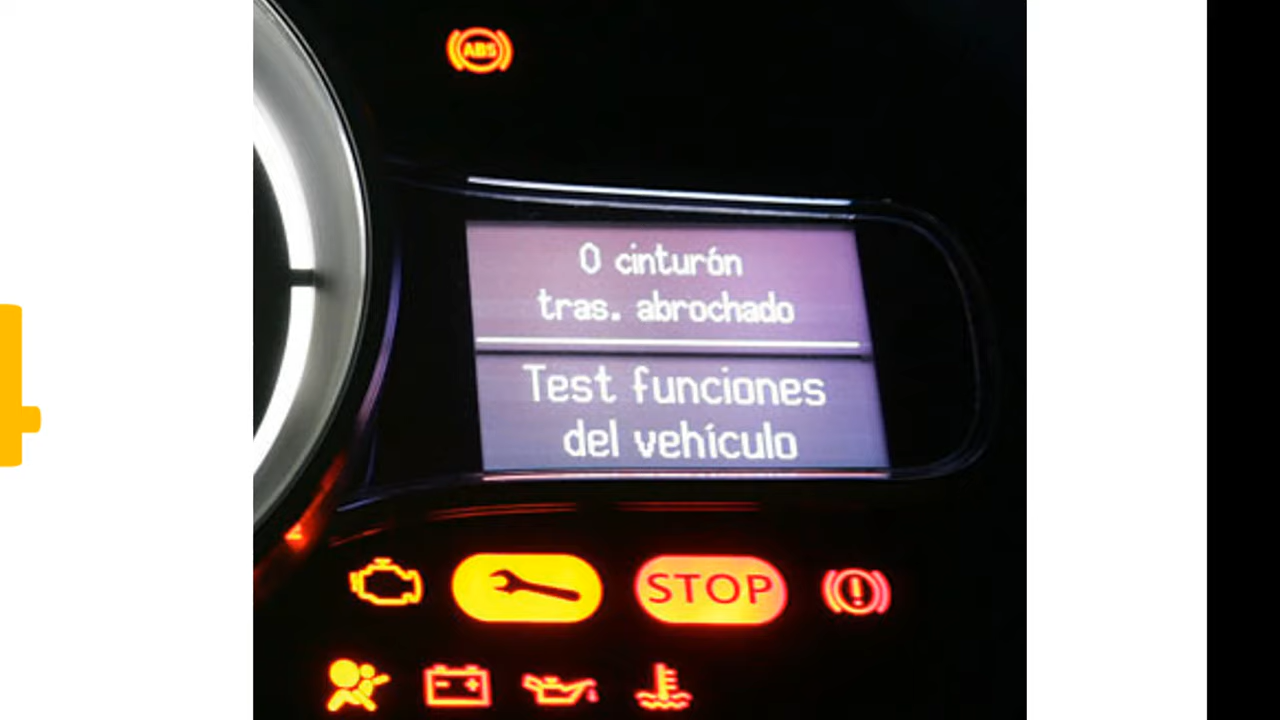 ABS
0 cinturón
tras. abrochado
Test funciones
del vehículo
STOP